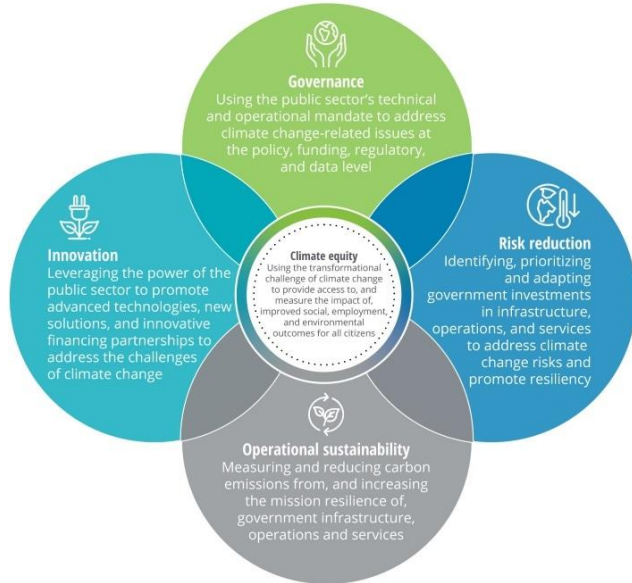 Governance
Using the public sector's technical
and operational mandate to address
climate change-related issues at
the policy, funding, regulatory,
and data level
Innovation
Leveraging the power of the
public sector to promote
advanced technologies, new
solutions, and innovative
financing partnerships to
address the challenges
of climate change
Climate equity
Using the transformational
challenge of climate change
to provide access to, and
measure the impact of,
improved social, employment,
and environmental
outcomes for all citizens
Risk reduction
Identifying, prioritizing
and adapting
government investments
in infrastructure,
operations, and services
to address climate
change risks and
promote resiliency
Operational sustainability
Measuring and reducing carbon
emissions from, and increasing
the mission resilience of,
government infrastructure,
operations and services